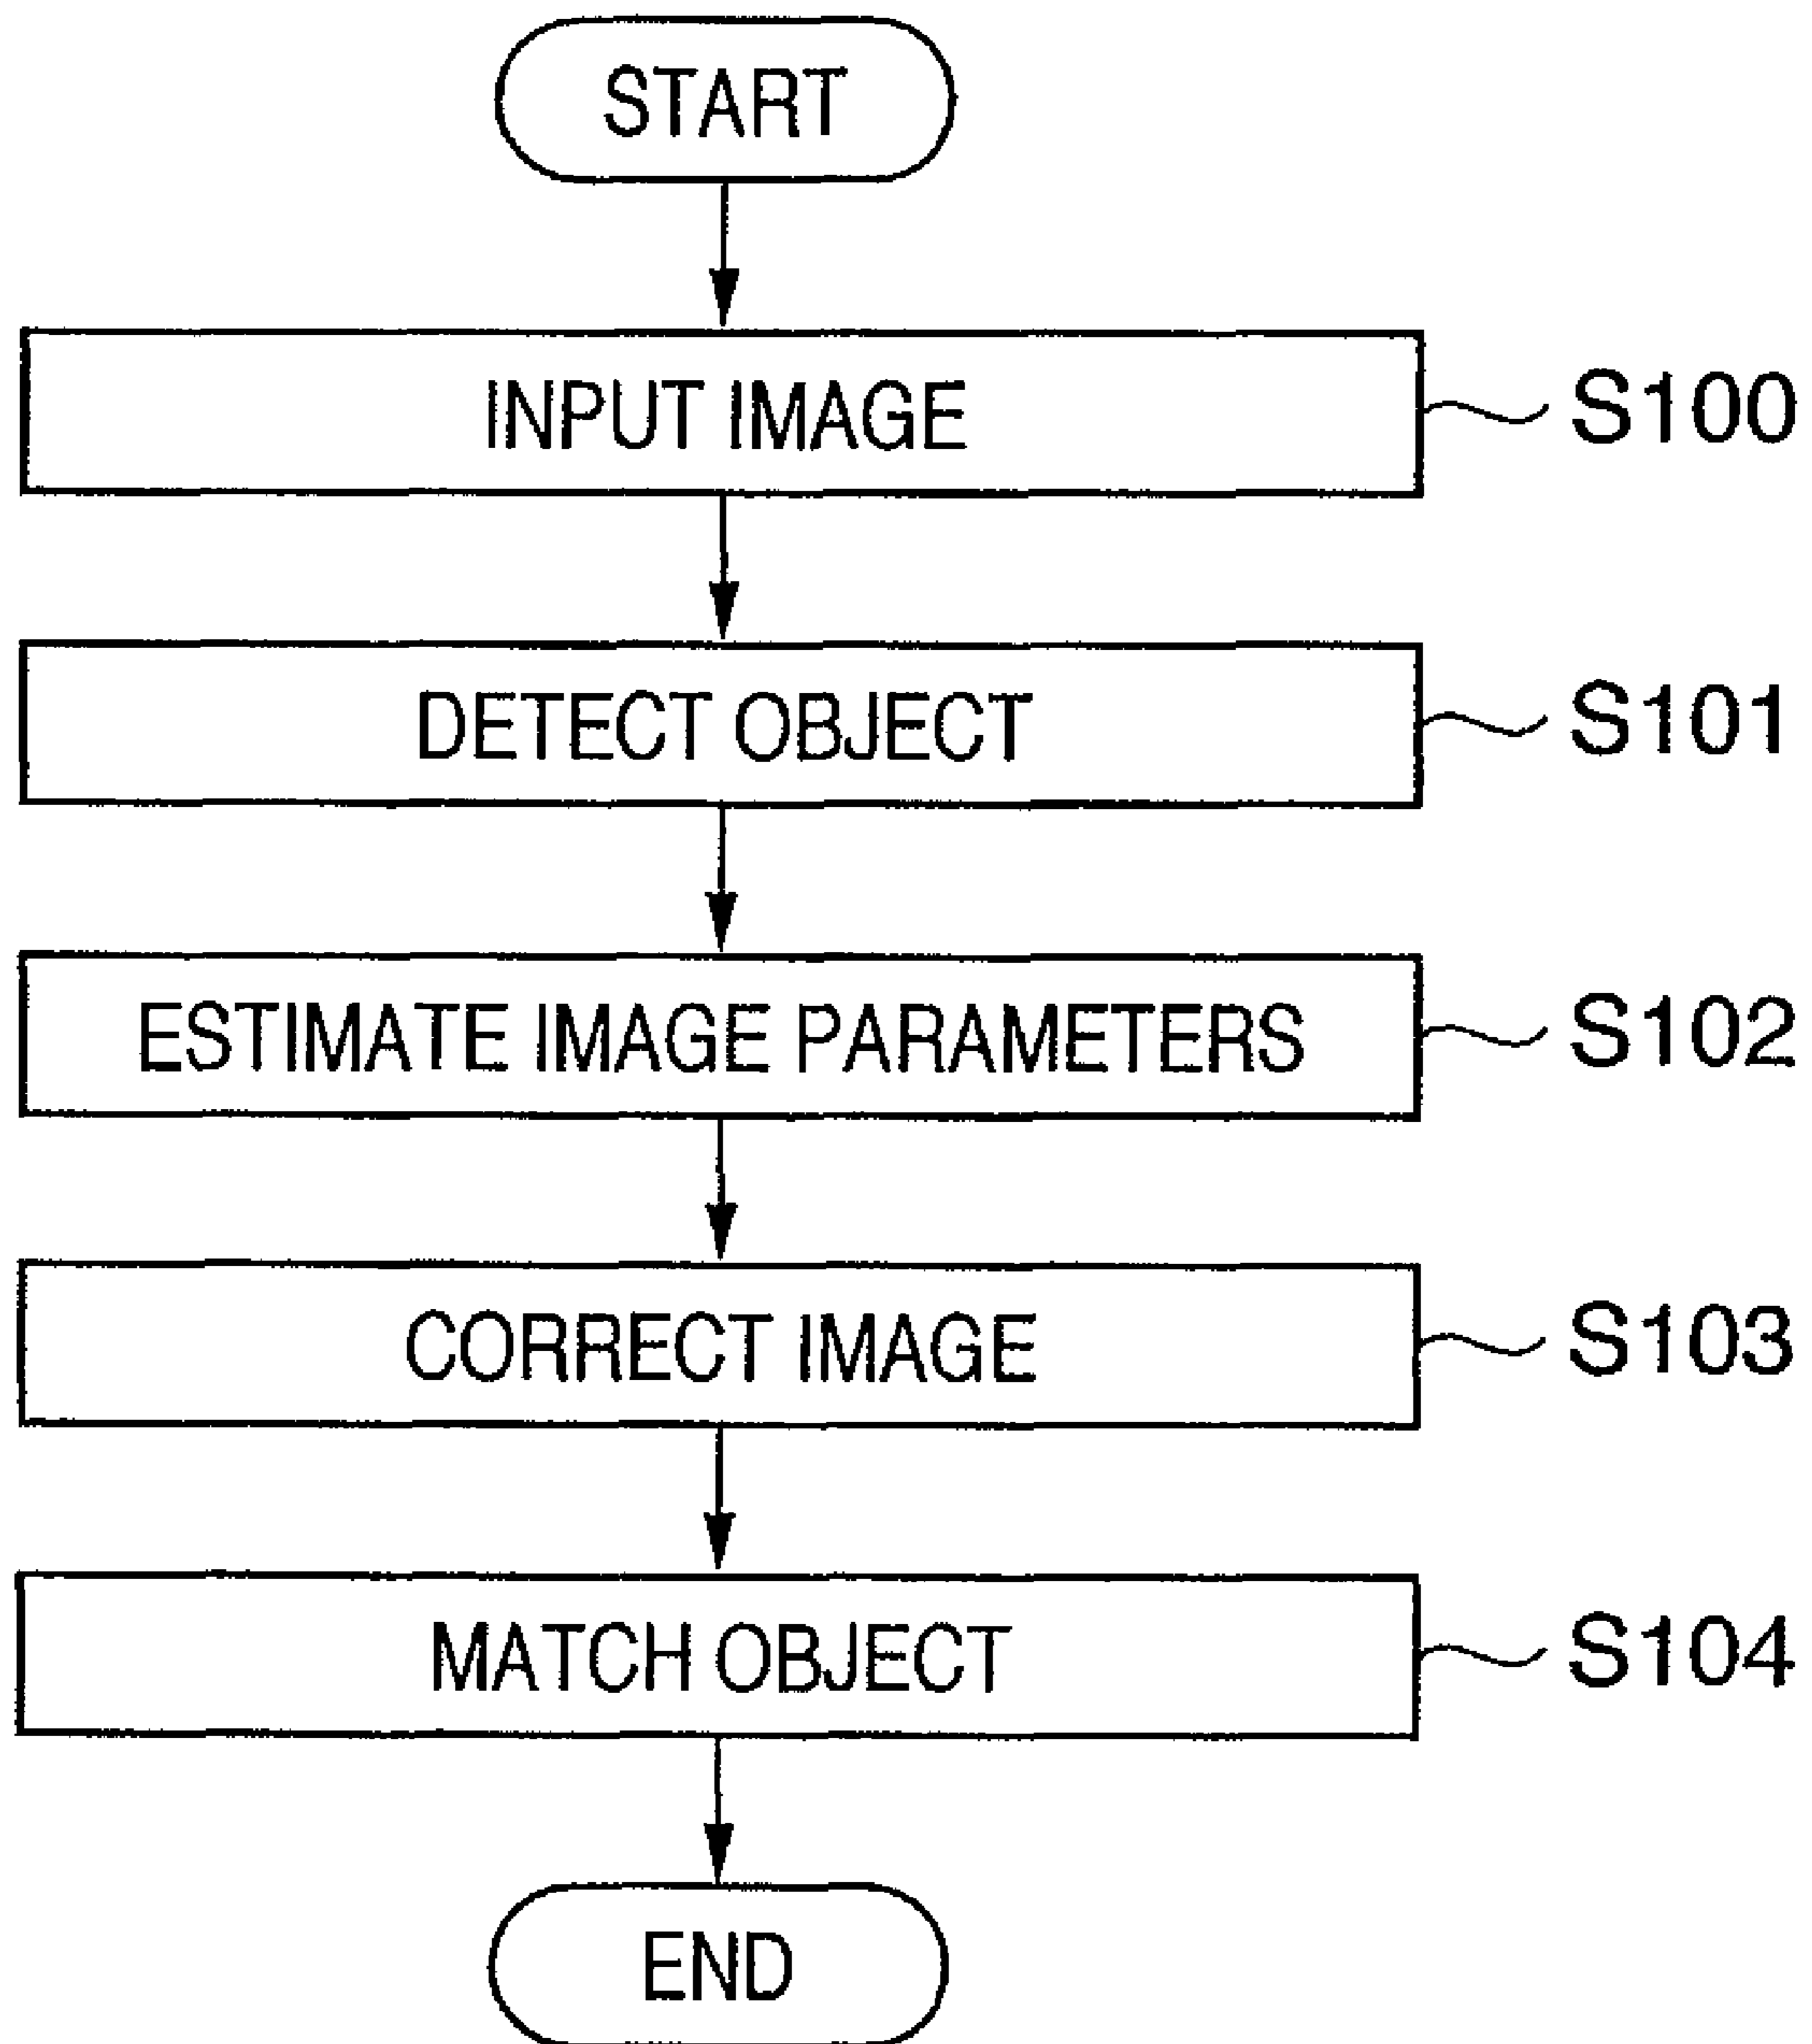 START
INPUT IMAGE S100
DETECT OBJECT S101
ESTIMATE IMAGE PARAMETERS S102
CORRECT IMAGE S103
MATCH OBJECT S104
END